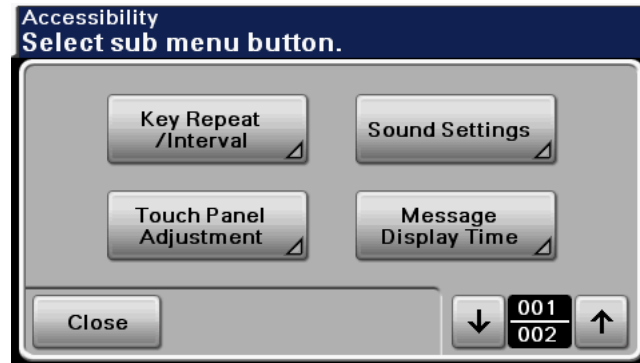 Accessibility
Select sub menu button.
Key Repeat
/Interval
Sound Settings
Touch Panel
Adjustment
Message
Display Time
Close
↓
001
002
↑